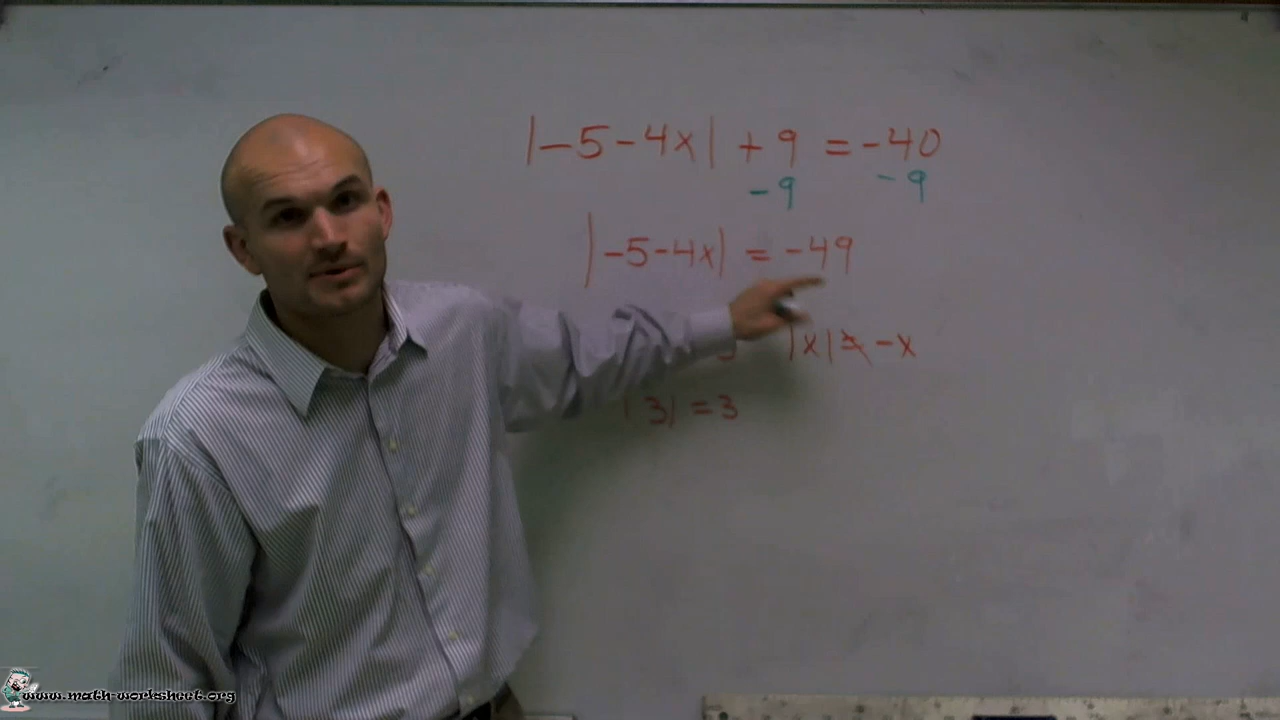 |-5-4x| + 9 = -40
-9 -9
|-5-4x| = -49
|x| ≠ -x
|3| = 3
www.math-worksheet.org